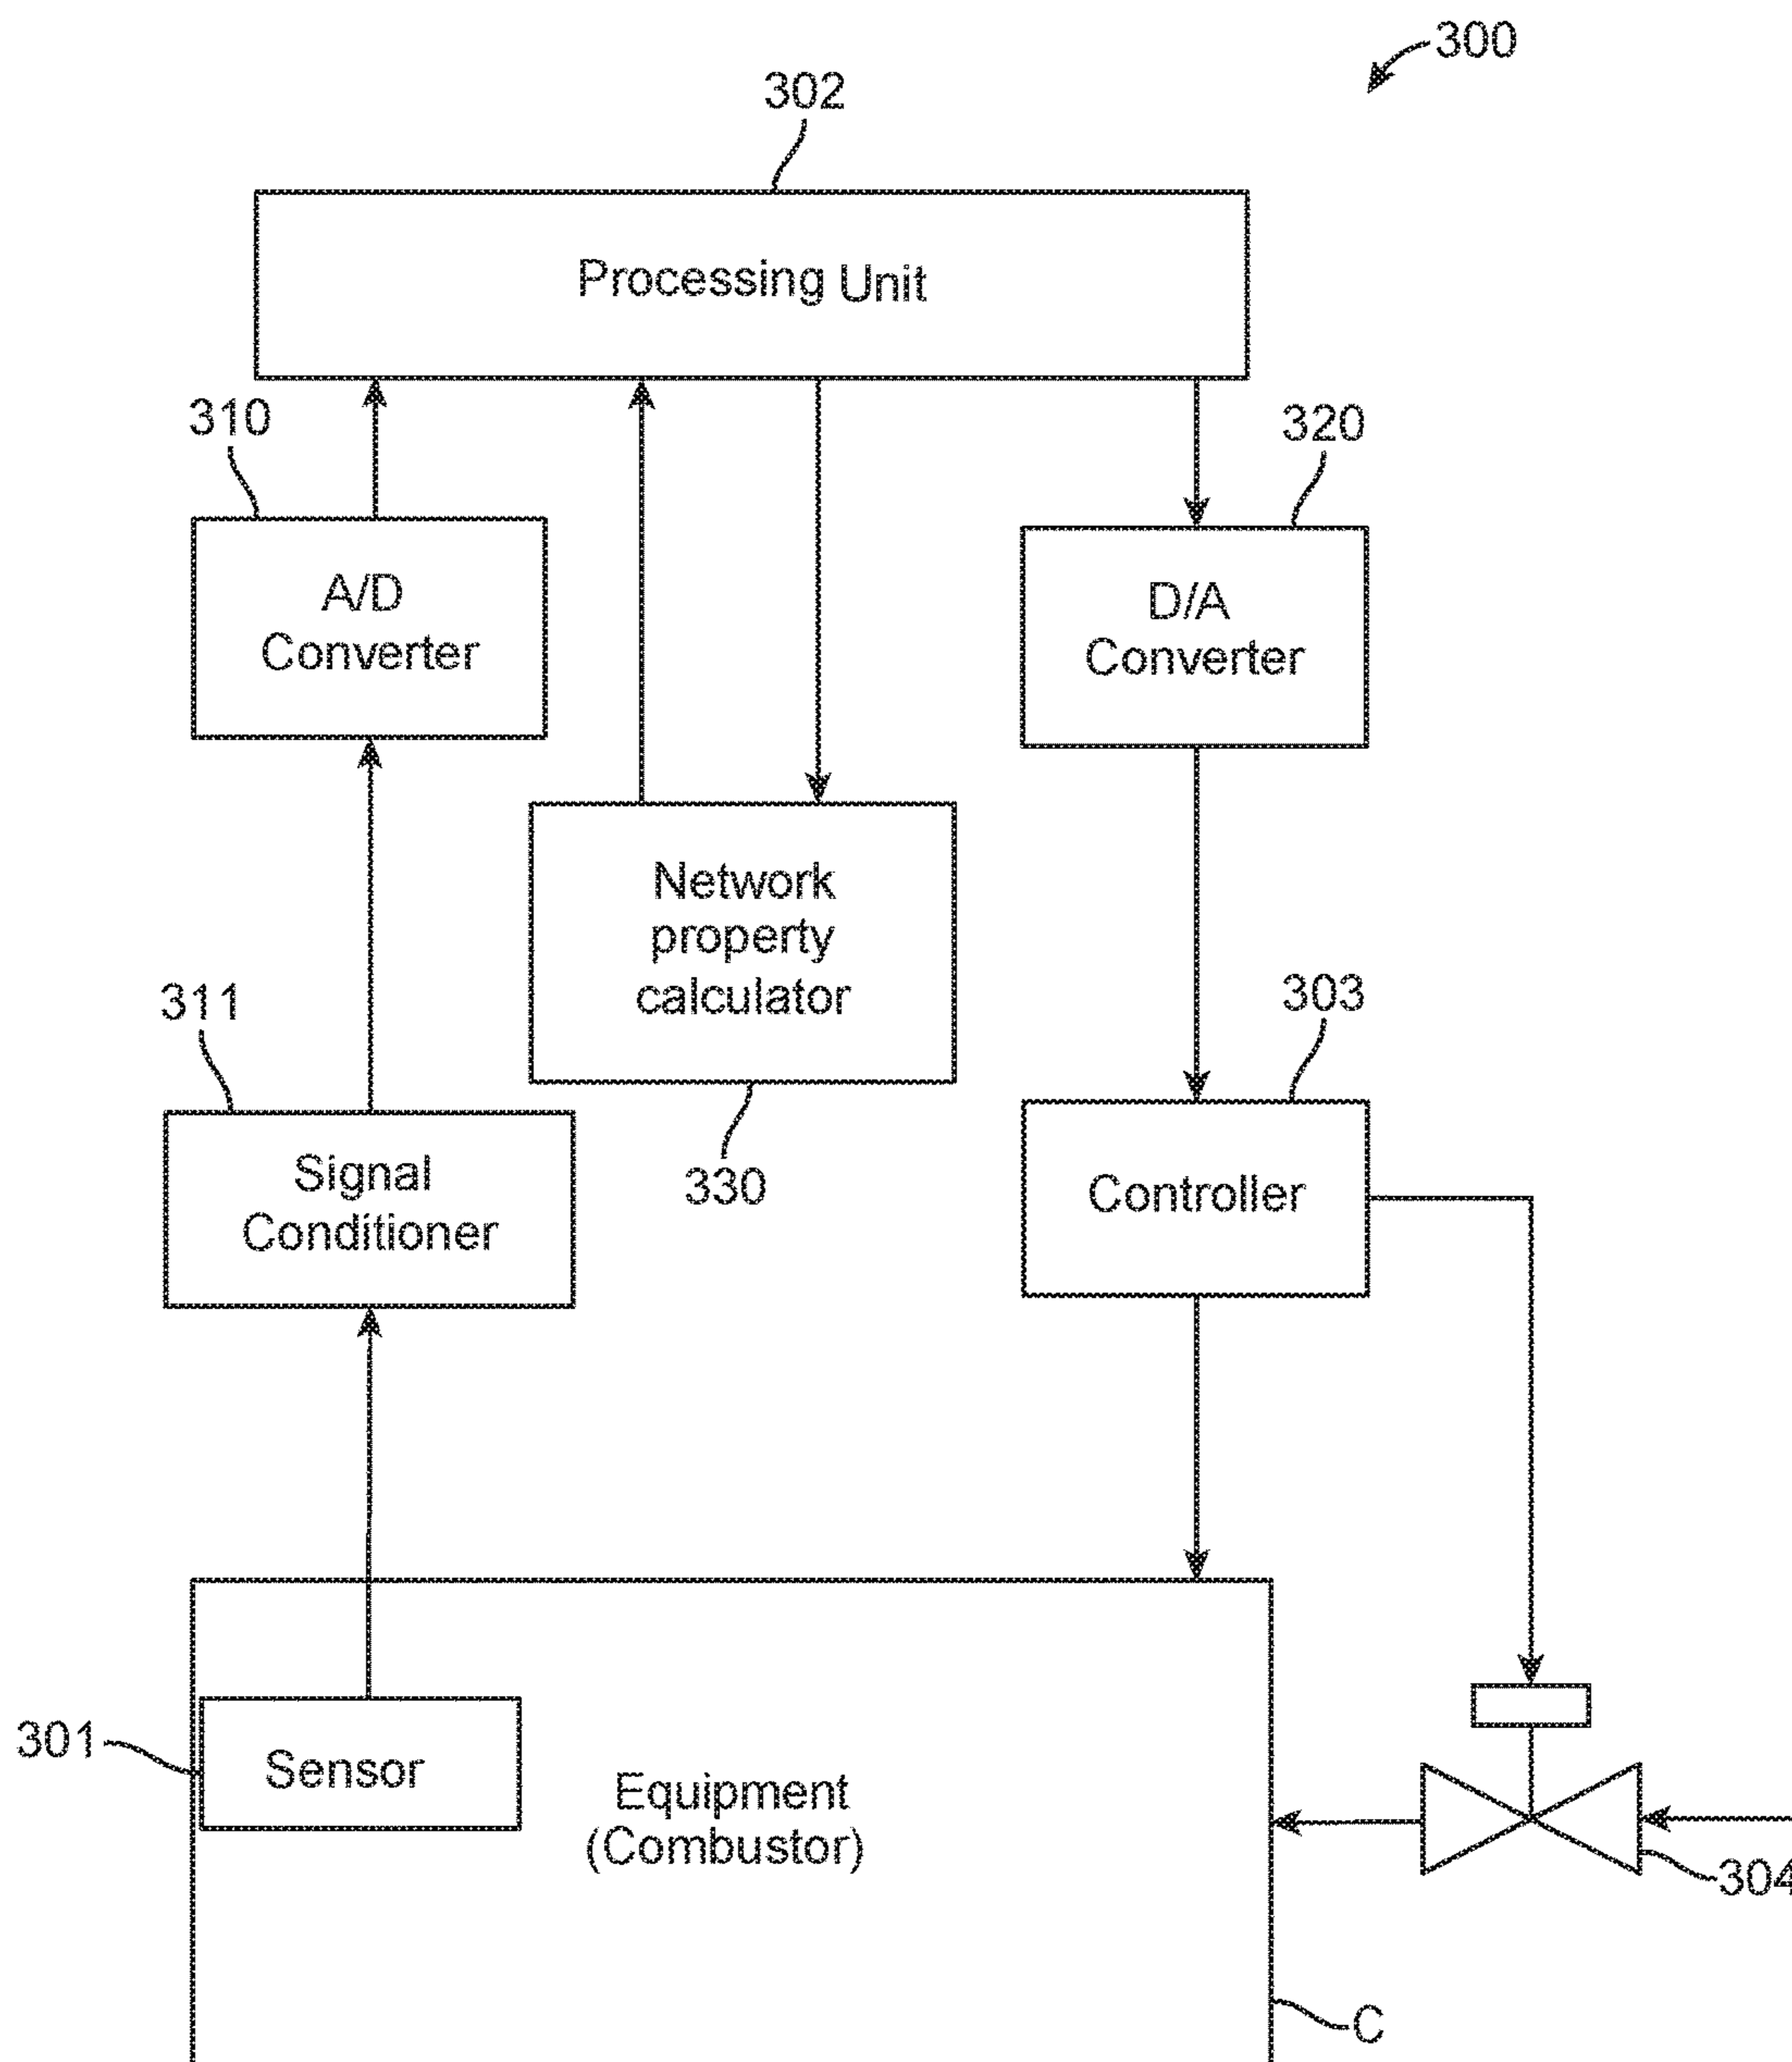 300
302
Processing Unit
310
320
A/D
Converter
D/A
Converter
Network
property
calculator
311
303
330
Signal
Conditioner
Controller
301
Sensor
Equipment
(Combustor)
304
C